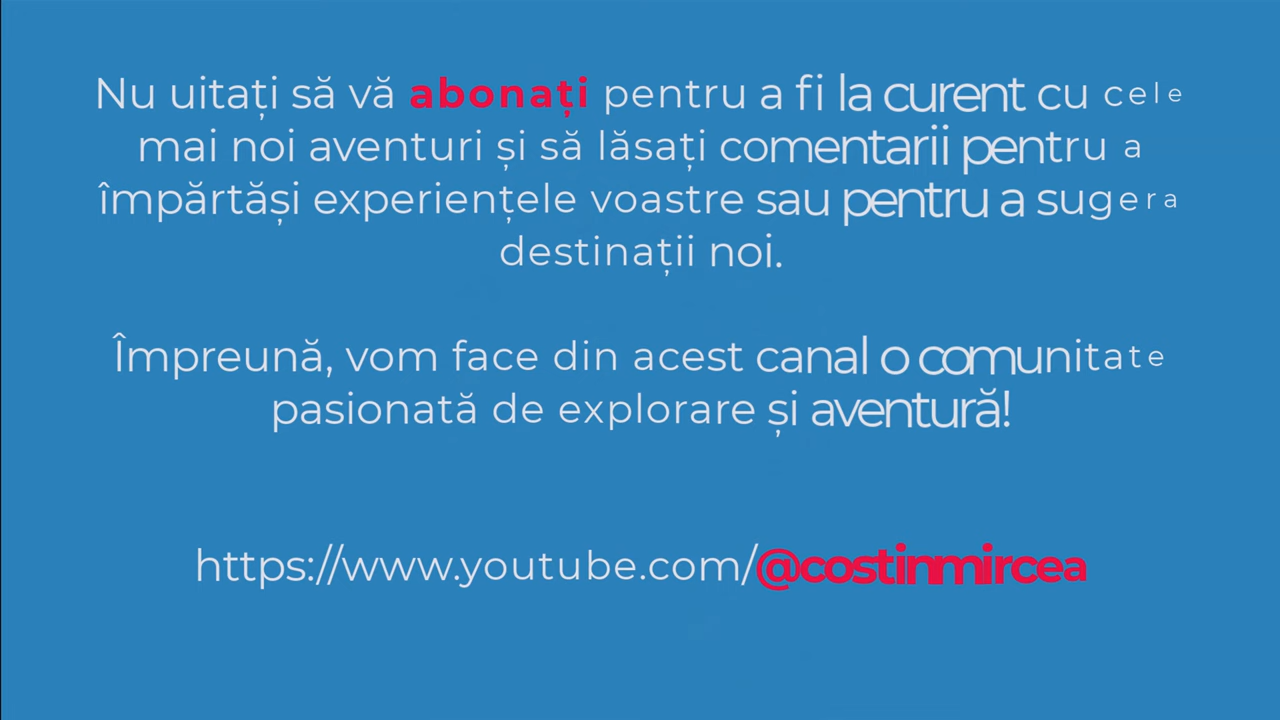 Nu uitați să vă abonați pentru a fi la curent cu cele
mai noi aventuri și să lăsați comentarii pentru a
împărtăși experiențele voastre sau pentru a sugera
destinații noi.
Împreună, vom face din acest canal o comunitate
pasionată de explorare și aventură!
https://www.youtube.com/@costinmircea